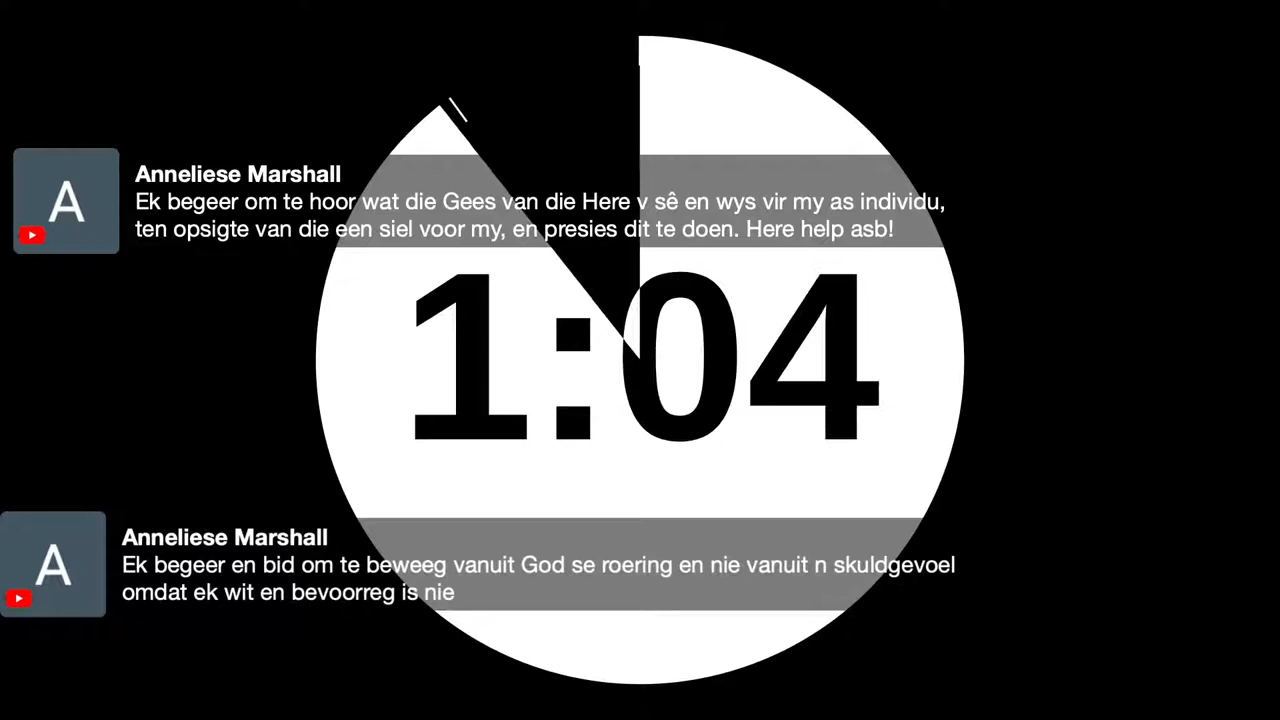 A
Anneliese Marshall
Ek begeer om te hoor wat die Gees van die Here v sê en wys vir my as individu,
ten opsigte van die een siel voor my, en presies dit te doen. Here help asb!
1:04
A
Anneliese Marshall
Ek begeer en bid om te beweeg vanuit God se roering en nie vanuit n skuldgevoel
omdat ek wit en bevoorreg is nie